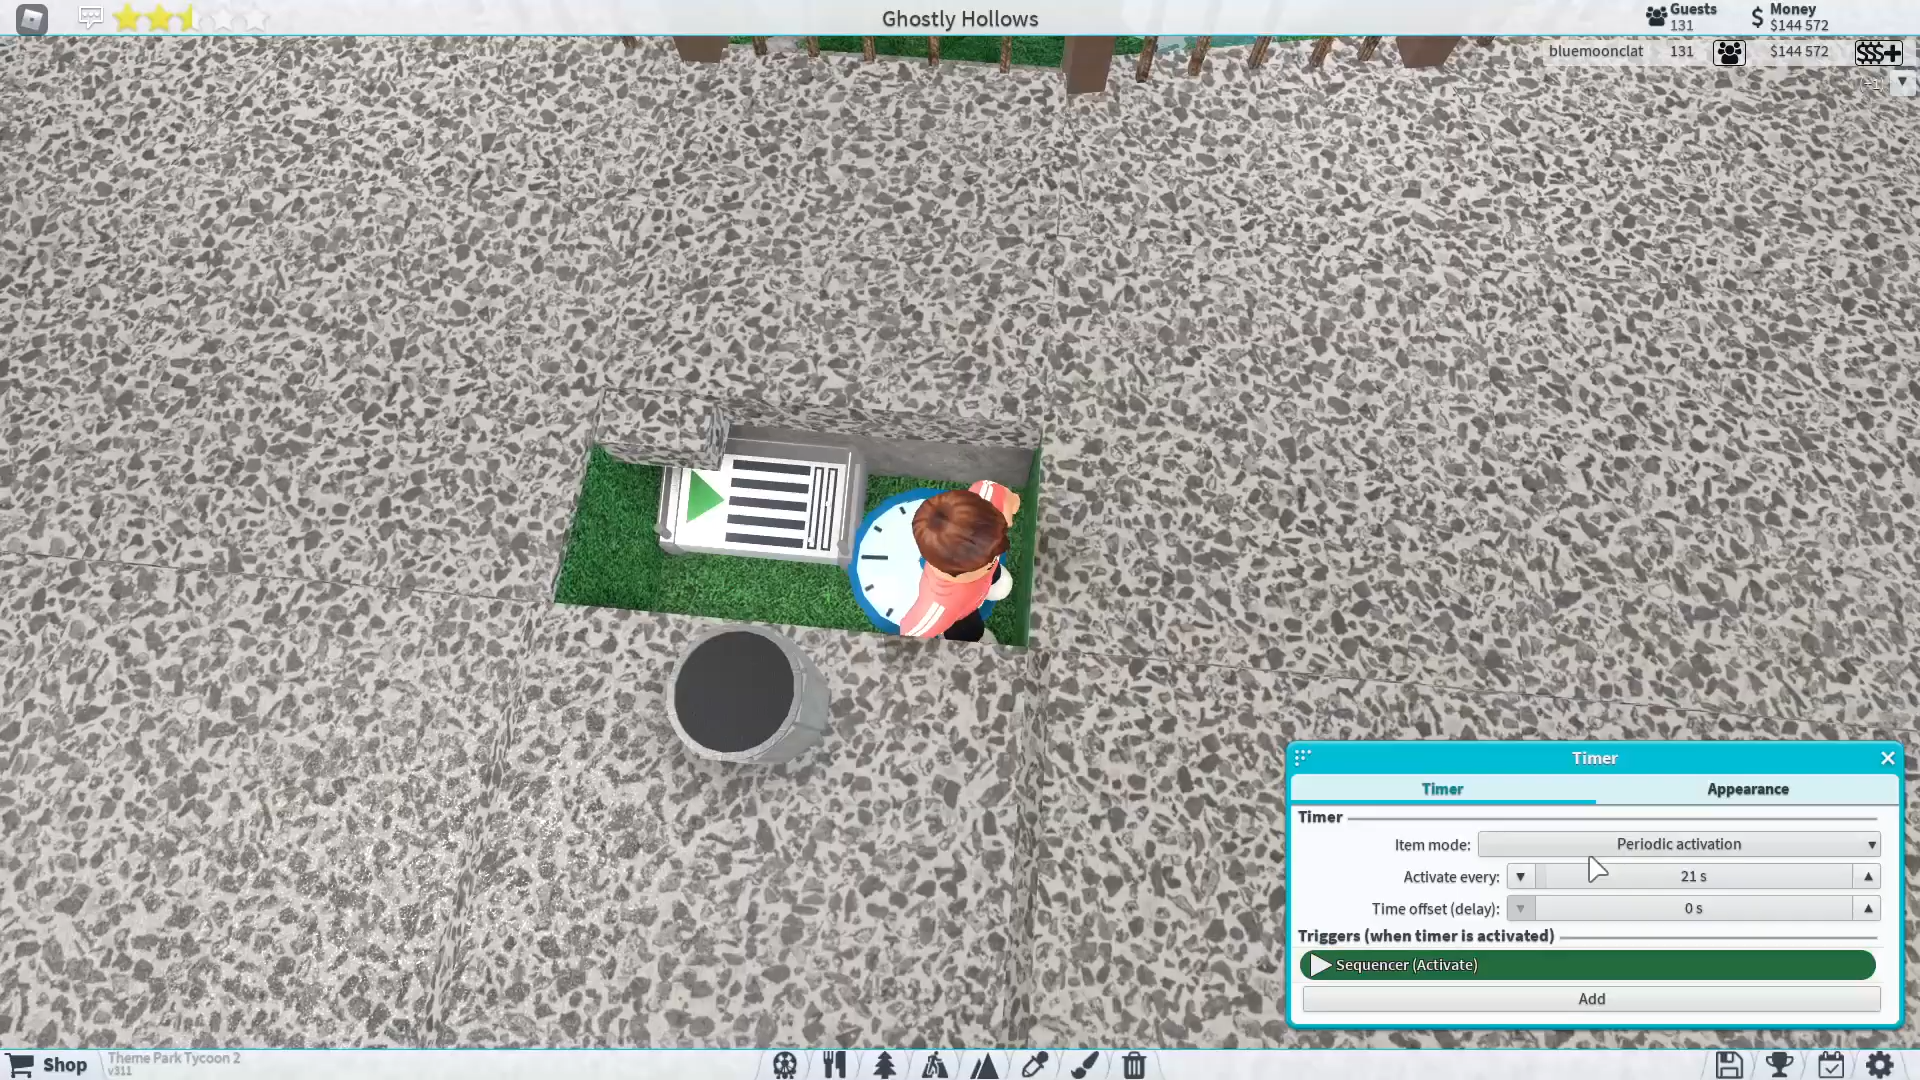 Ghostly Hollows
Guests
131
$ Money
$144 572
bluemoonclat 131 $144 572 $$$+
Timer
Timer Appearance
Timer
Item mode: Periodic activation
Activate every: 21 s
Time offset (delay): 0 s
Triggers (when timer is activated)
Sequencer (Activate)
Add
Shop
Theme Park Tycoon 2
v311